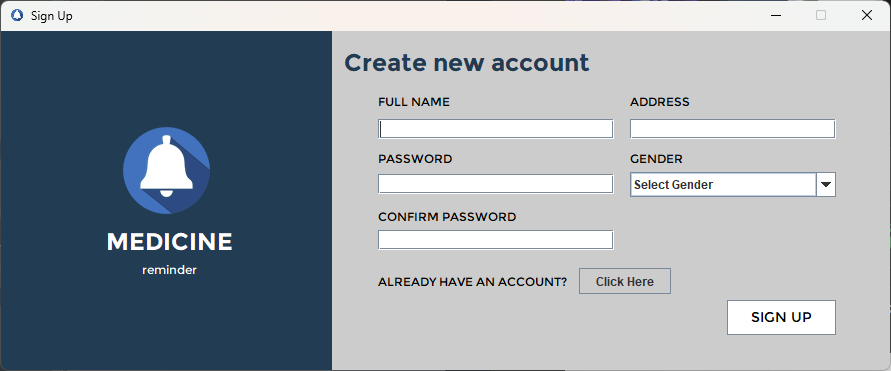 Sign Up
MEDICINE
reminder
Create new account
FULL NAME
ADDRESS
PASSWORD
GENDER
Select Gender
CONFIRM PASSWORD
ALREADY HAVE AN ACCOUNT?
Click Here
SIGN UP